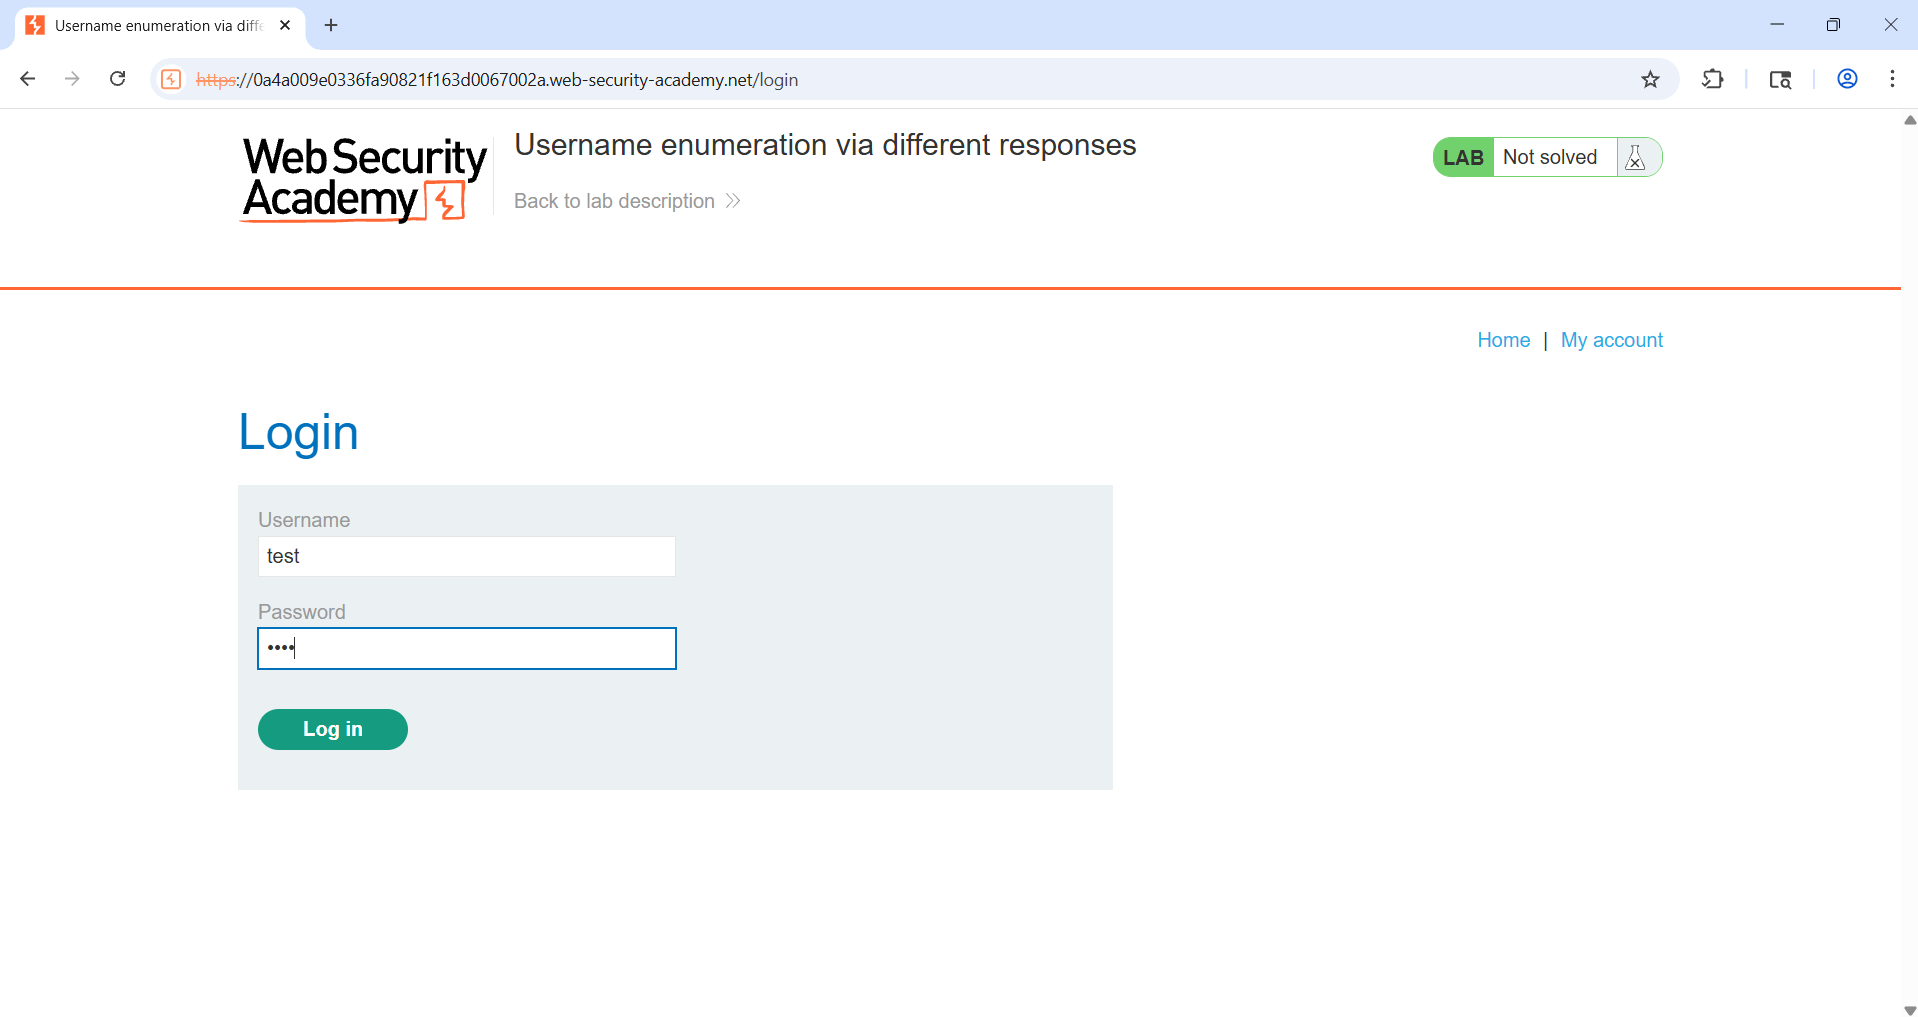 Username enumeration via diffe
https://0a4a009e0336fa90821f163d0067002a.web-security-academy.net/login
Web Security
Academy
Username enumeration via different responses
Back to lab description
LAB Not solved
Home | My account
Login
Username
test
Password
••••
Log in